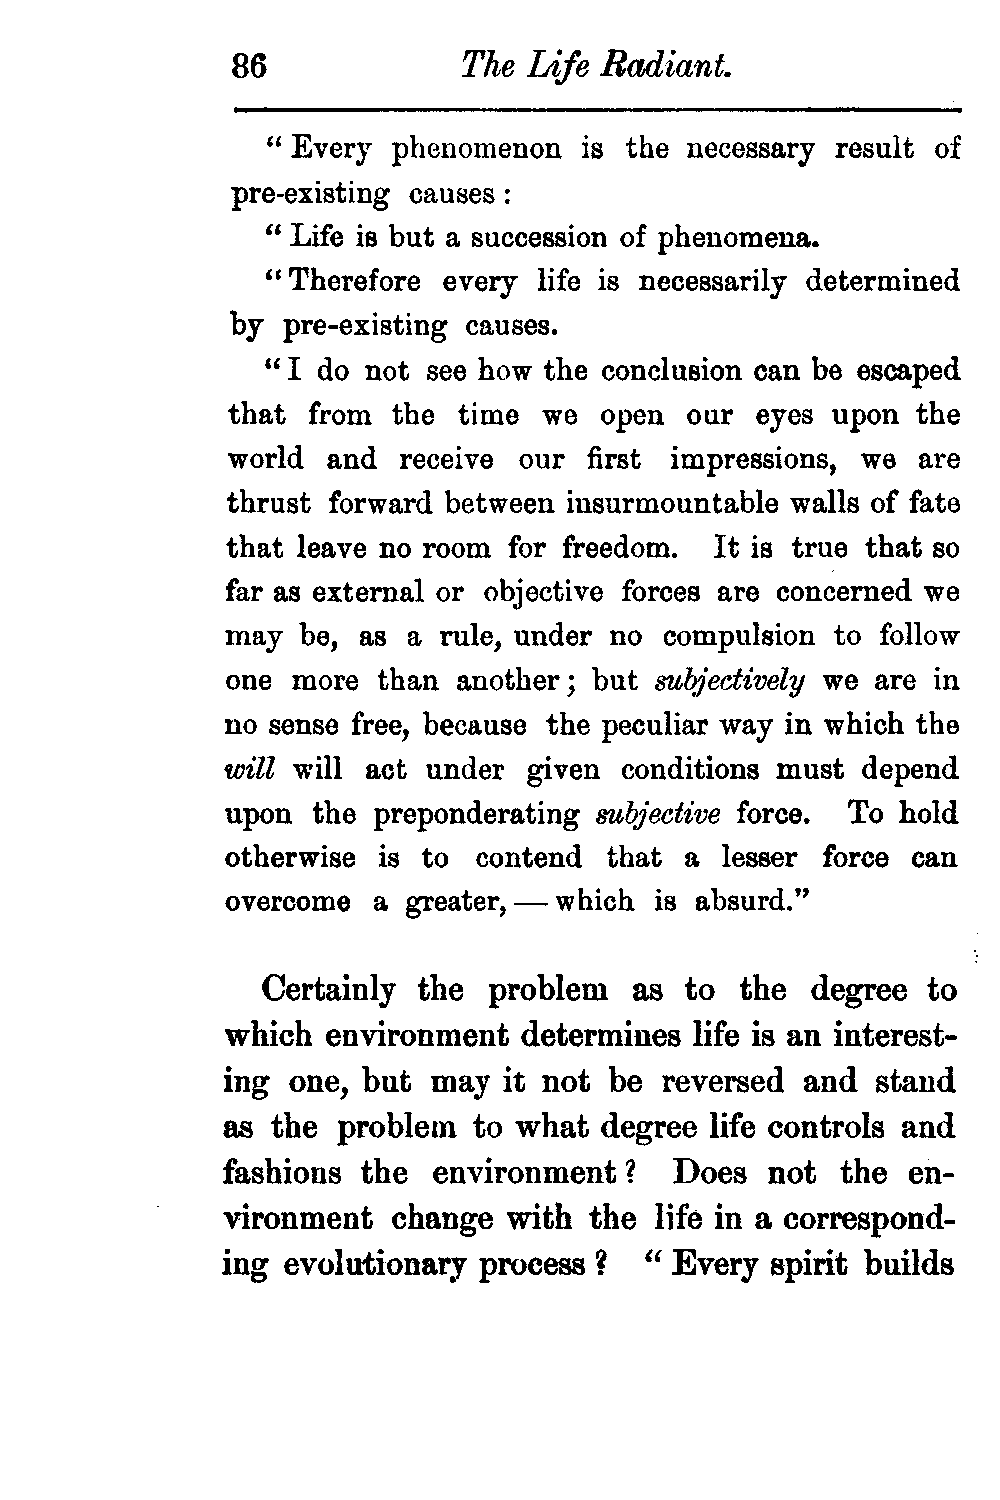 86 The Life Radiant.
“ Every phenomenon is the necessary result of
pre-existing causes :
“ Life is but a succession of phenomena.
“ Therefore every life is necessarily determined
by pre-existing causes.
“ I do not see how the conclusion can be escaped
that from the time we open our eyes upon the
world and receive our first impressions, we are
thrust forward between insurmountable walls of fate
that leave no room for freedom. It is true that so
far as external or objective forces are concerned we
may be, as a rule, under no compulsion to follow
one more than another ; but subjectively we are in
no sense free, because the peculiar way in which the
will will act under given conditions must depend
upon the preponderating subjective force. To hold
otherwise is to contend that a lesser force can
overcome a greater, — which is absurd.”
Certainly the problem as to the degree to
which environment determines life is an interest-
ing one, but may it not be reversed and stand
as the problem to what degree life controls and
fashions the environment ? Does not the en-
vironment change with the life in a correspond-
ing evolutionary process ? “ Every spirit builds